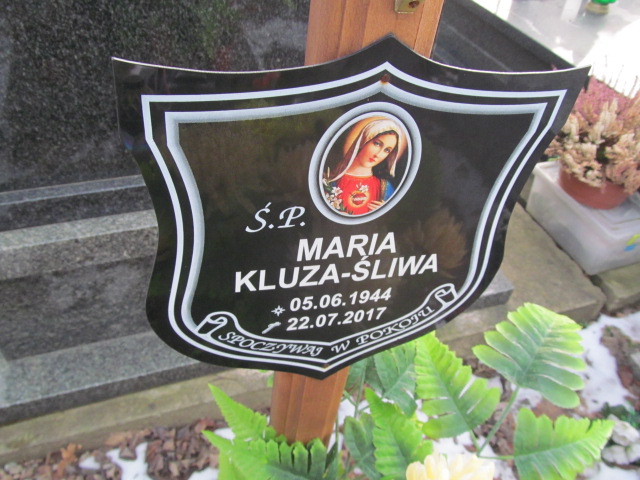 Ś.P.
MARIA
KLUZA-ŚLIWA
05.06.1944
22.07.2017
SPOCZYWAJ W POKOJU